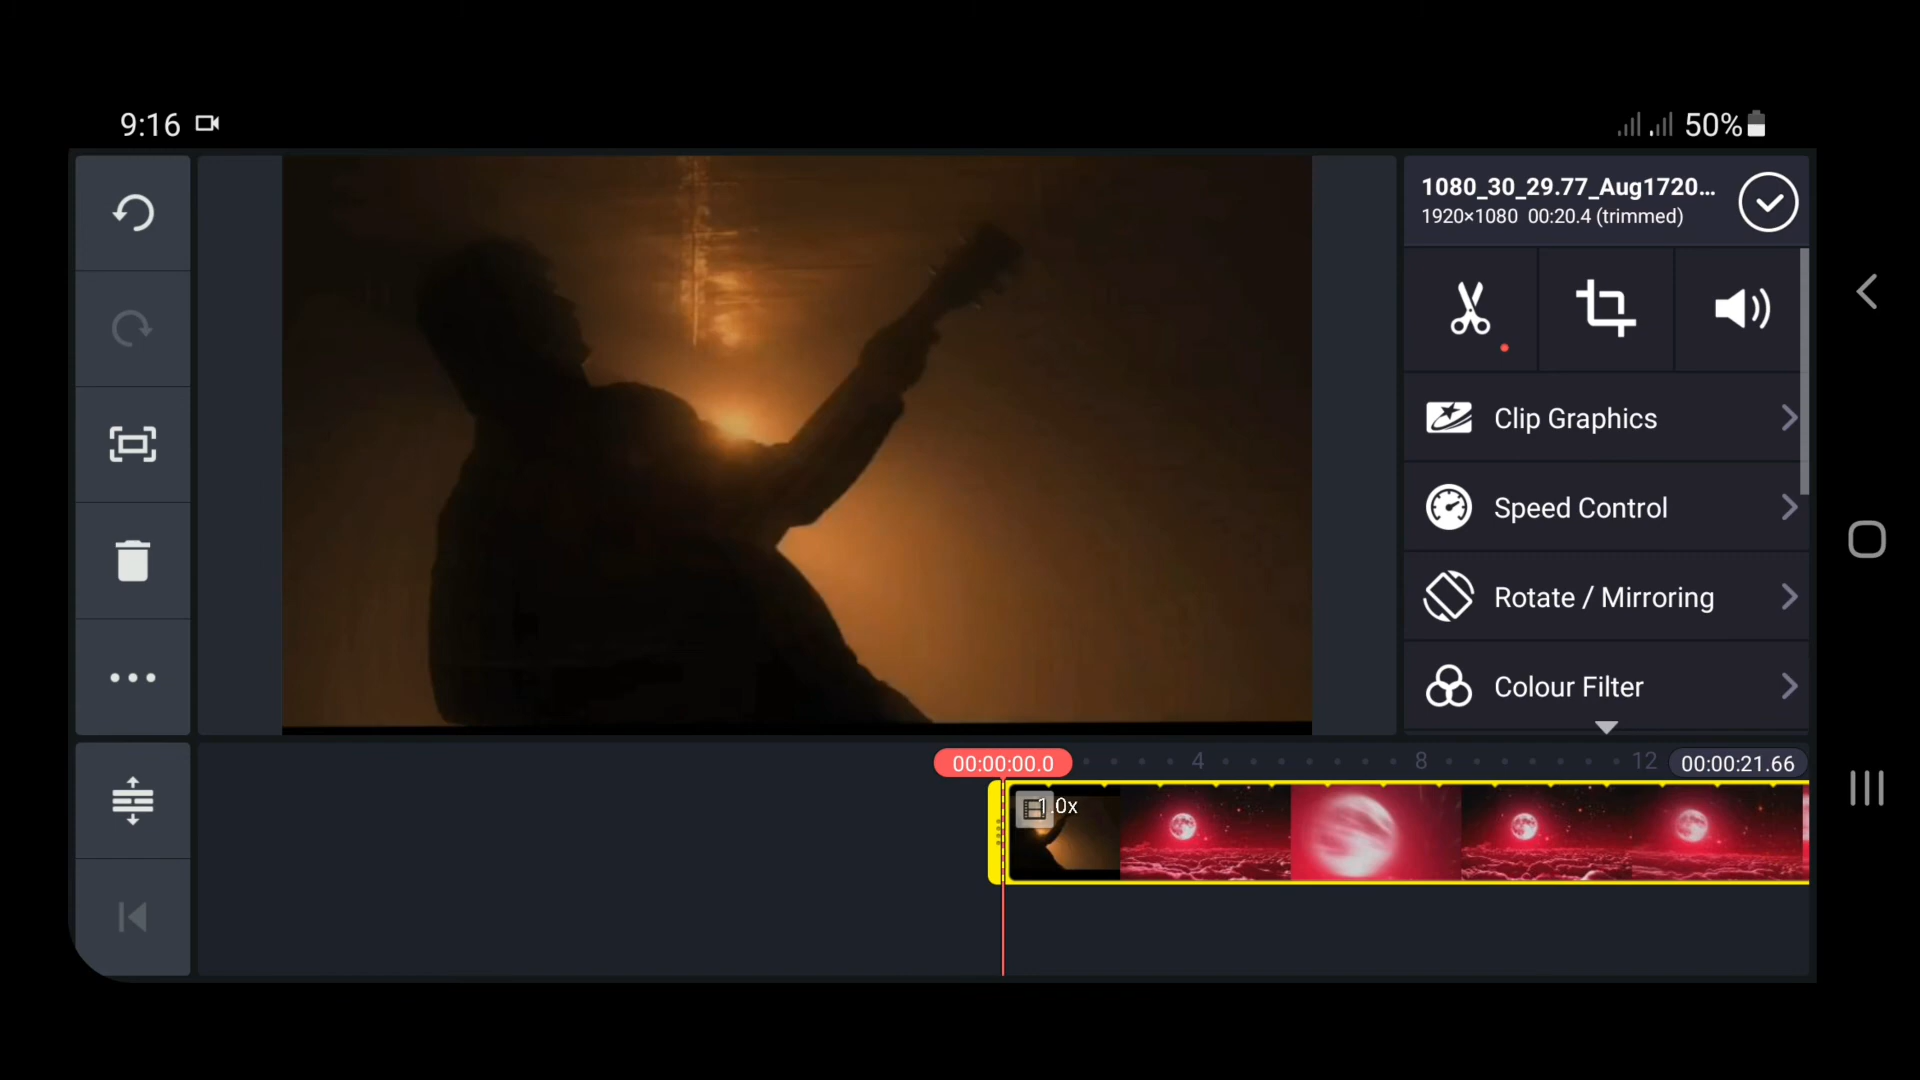 9:16
50%
1080_30_29.77_Aug1720...
1920×1080 00:20.4 (trimmed)
Clip Graphics
Speed Control
Rotate / Mirroring
Colour Filter
00:00:00.0
4
8
12
00:00:21.66
1.0x